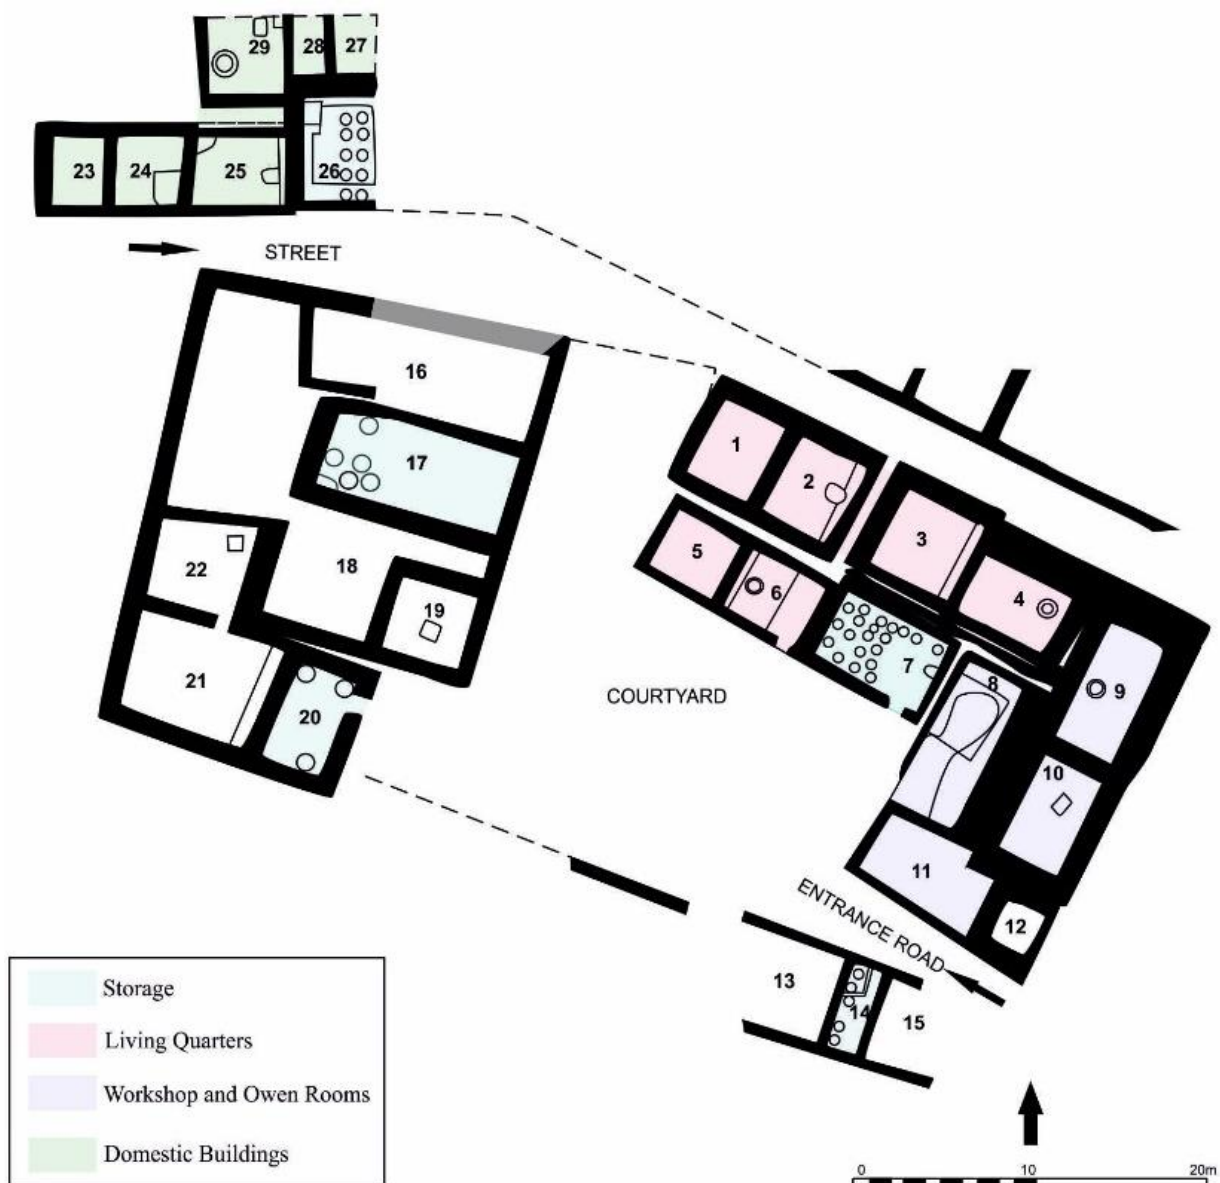 29 28 27
23 24 25 26
STREET
16
17
1 2
3
5 6
4
22 18 19
7
8 9
21 20
COURTYARD
10
11
12
ENTRANCE ROAD
13 14 15
Storage
Living Quarters
Workshop and Owen Rooms
Domestic Buildings
0 10 20m